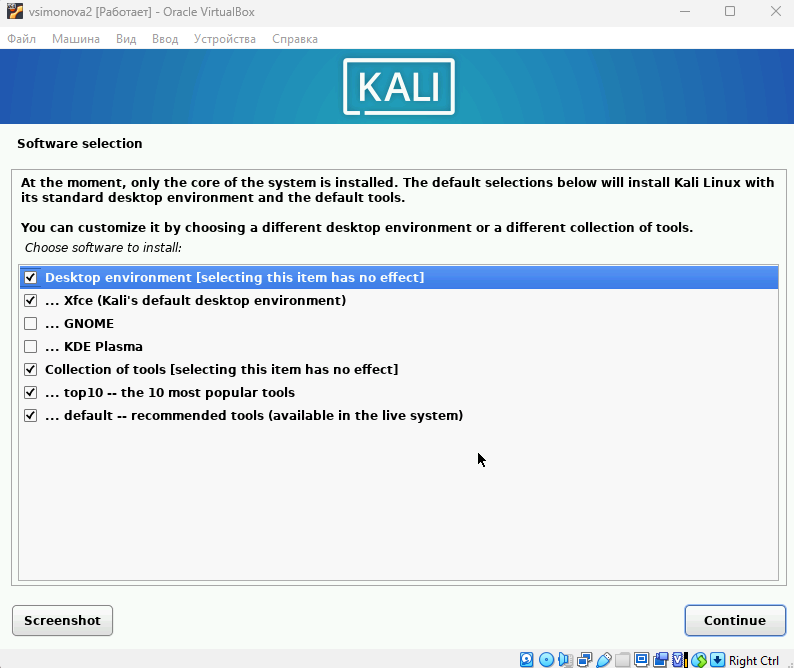 vsimonova2 [Работает] - Oracle VirtualBox
Файл Машина Вид Ввод Устройства Справка
KALI
Software selection
At the moment, only the core of the system is installed. The default selections below will install Kali Linux with
its standard desktop environment and the default tools.
You can customize it by choosing a different desktop environment or a different collection of tools.
Choose software to install:
Desktop environment [selecting this item has no effect]
... Xfce (Kali's default desktop environment)
... GNOME
... KDE Plasma
Collection of tools [selecting this item has no effect]
... top10 -- the 10 most popular tools
... default -- recommended tools (available in the live system)
Screenshot
Continue
Right Ctrl